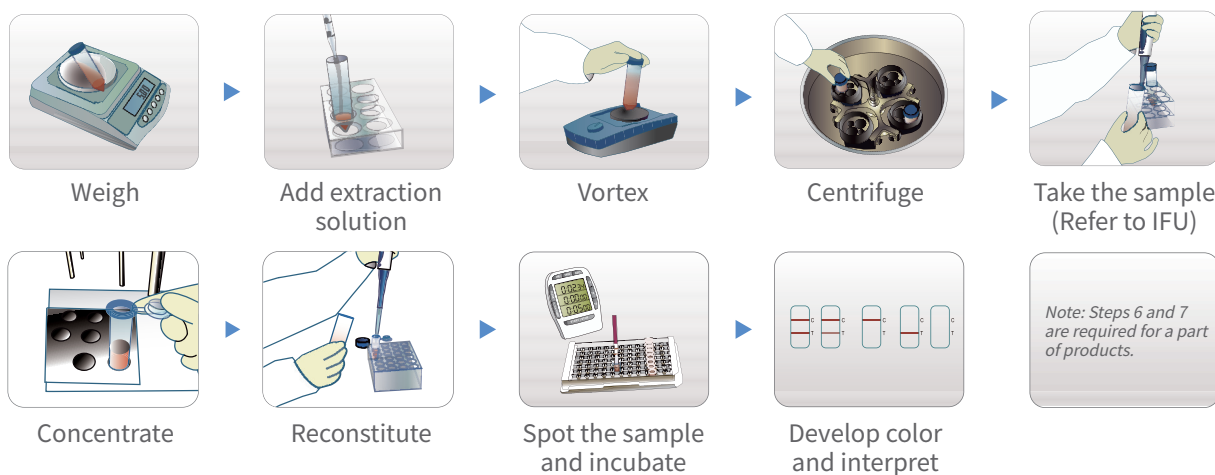 Weigh
Add extraction
solution
Vortex
Centrifuge
Take the sample
(Refer to IFU)
Concentrate
Reconstitute
Spot the sample
and incubate
Develop color
and interpret
C
T
C
T
C
T
Note: Steps 6 and 7
are required for a part
of products.